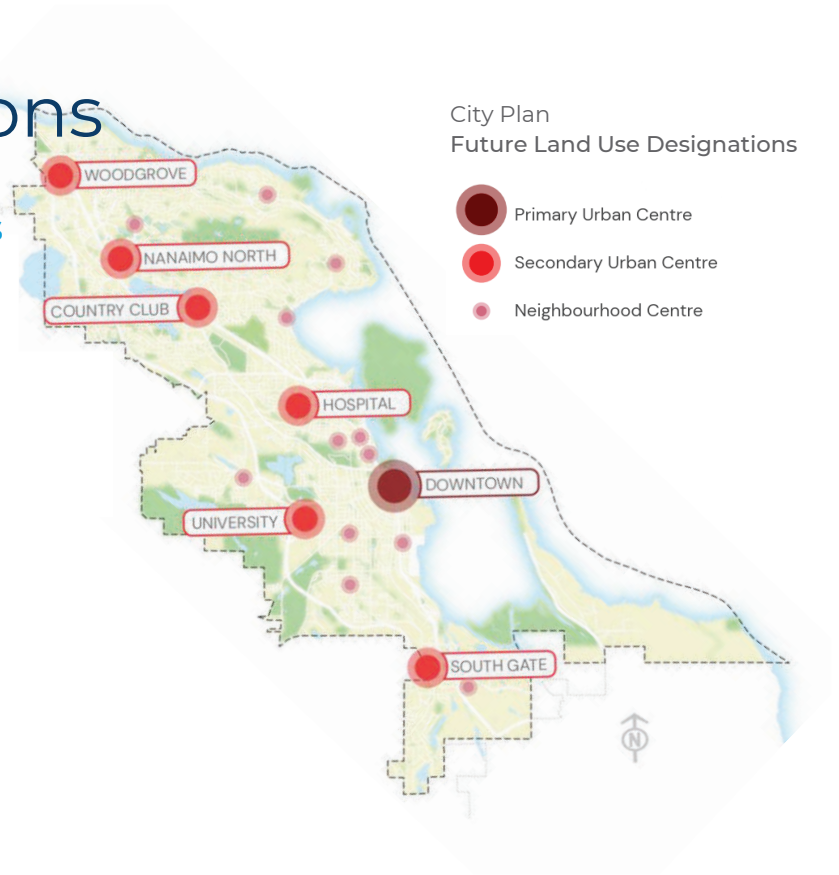 ons
s
City Plan
Future Land Use Designations
Primary Urban Centre
Secondary Urban Centre
Neighbourhood Centre
WOODGROVE
NANAIMO NORTH
COUNTRY CLUB
HOSPITAL
DOWNTOWN
UNIVERSITY
SOUTH GATE
N